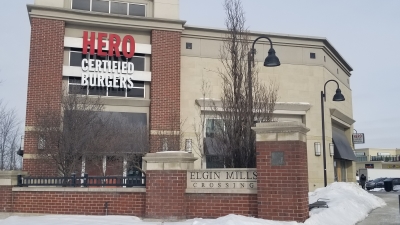 HERO
CERTIFIED
BURGERS
ELGIN MILLS
CROSSING